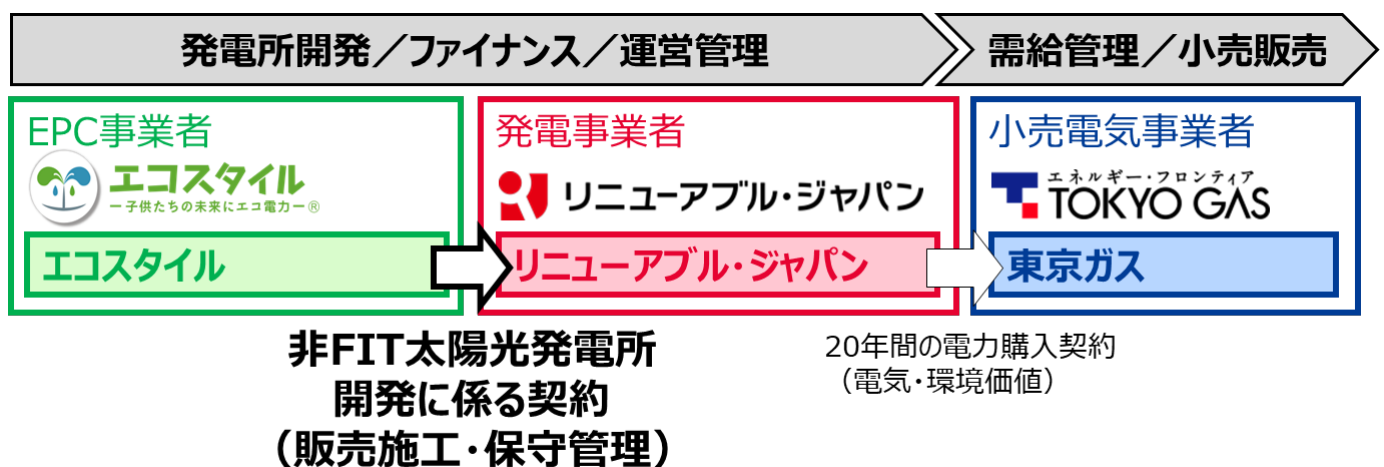 発電所開発／ファイナンス／運営管理
需給管理／小売販売
EPC事業者
エコスタイル
ー子供たちの未来にエコ電力ー®
エコスタイル
発電事業者
リニューアブル・ジャパン
リニューアブル・ジャパン
小売電気事業者
エネルギー・フロンティア
TOKYO GAS
東京ガス
非FIT太陽光発電所
開発に係る契約
（販売施工・保守管理）
20年間の電力購入契約
（電気・環境価値）